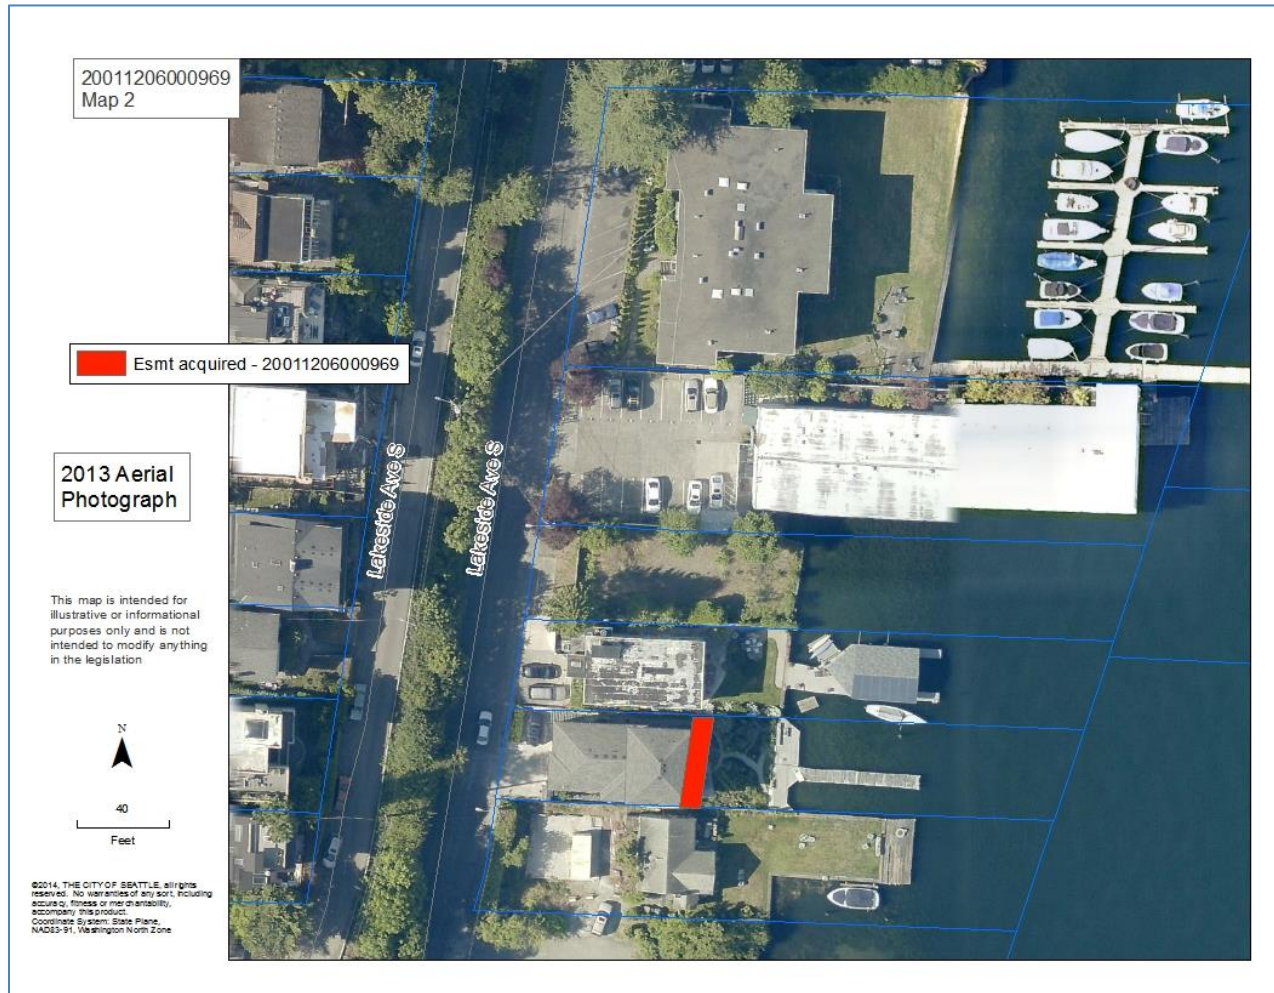 20011206000969
Map 2
Esmt acquired - 20011206000969
2013 Aerial
Photograph
Lakeside Ave S
Lakeside Ave S
This map is intended for
illustrative or informational
purposes only and is not
intended to modify anything
in the legislation
N
40
Feet
©2014, THE CITY OF SEATTLE, all rights
reserved. No warranties of any sort, including
accuracy, fitness or merchantability,
accompany this product.
Coordinate System: State Plane,
NAD83-91, Washington North Zone